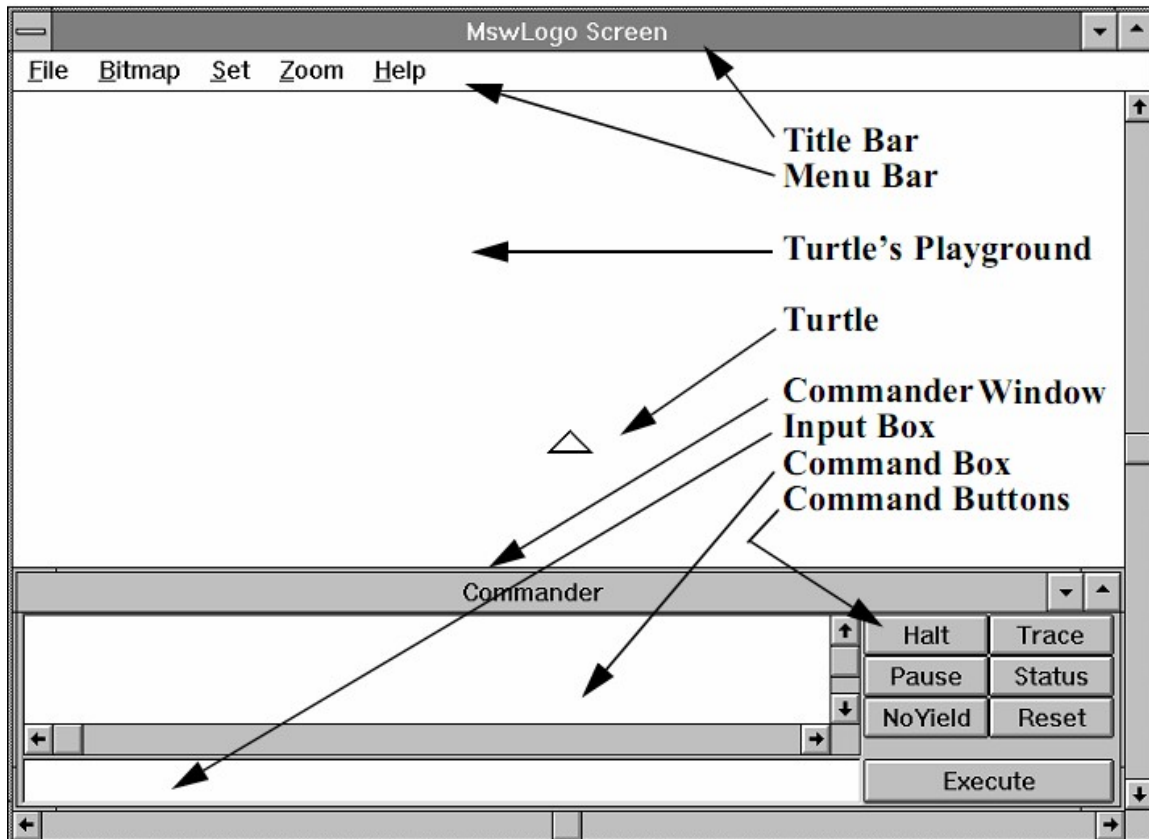 MswLogo Screen
File Bitmap Set Zoom Help
Title Bar
Menu Bar
Turtle's Playground
Turtle
Commander Window
Input Box
Command Box
Command Buttons
Commander
Halt Trace
Pause Status
NoYield Reset
Execute